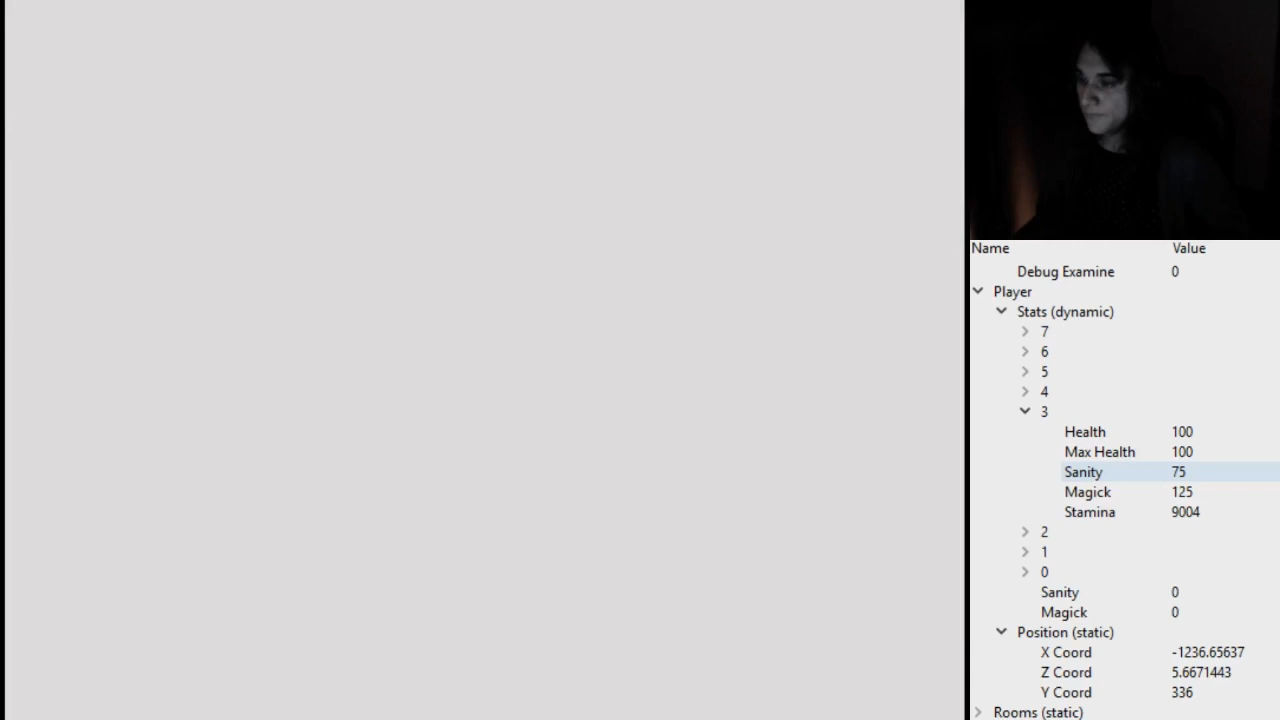 Name Value
Debug Examine 0
Player
Stats (dynamic)
7
6
5
4
3
Health 100
Max Health 100
Sanity 75
Magick 125
Stamina 9004
2
1
0
Sanity 0
Magick 0
Position (static)
X Coord -1236.65637
Z Coord 5.6671443
Y Coord 336
Rooms (static)